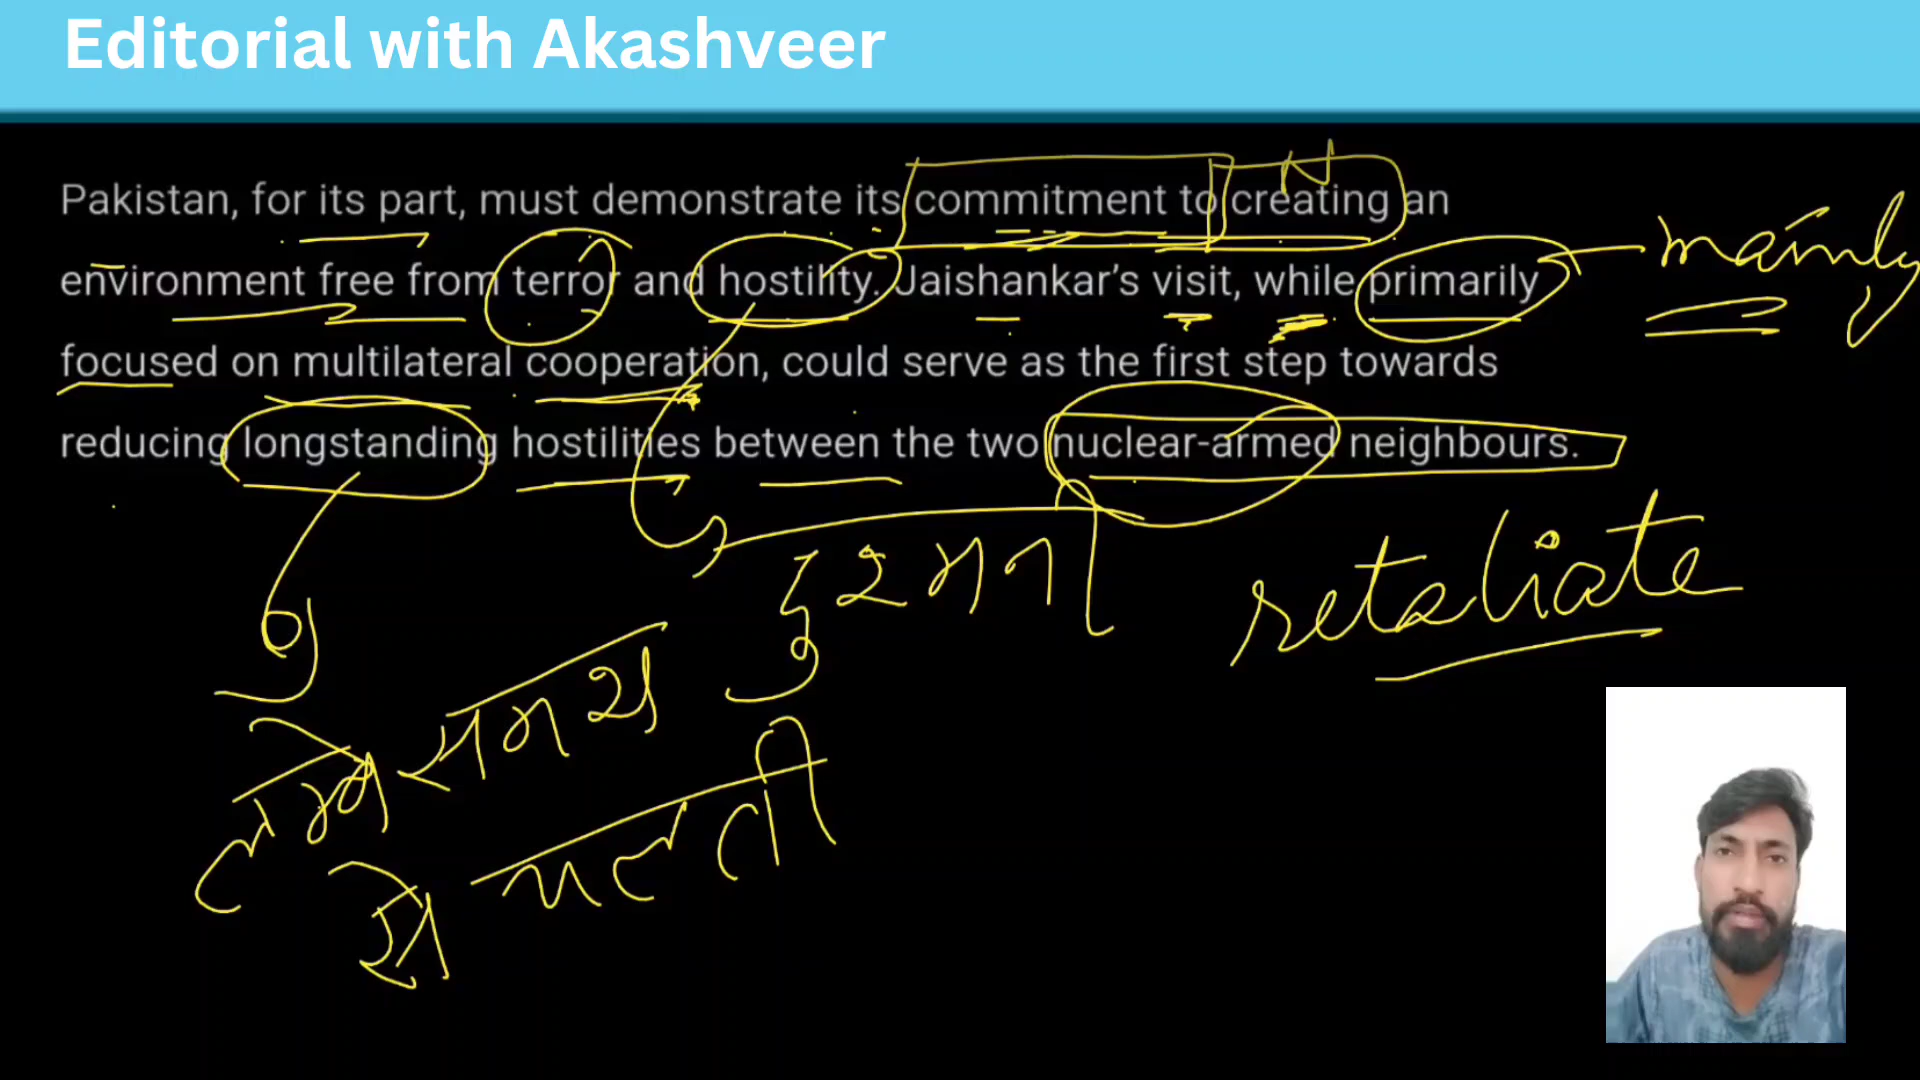 Editorial with Akashveer
Pakistan, for its part, must demonstrate its commitment to creating an
environment free from terror and hostility. Jaishankar's visit, while primarily
focused on multilateral cooperation, could serve as the first step towards
reducing longstanding hostilities between the two nuclear-armed neighbours.
N
mainly
retaliate
लम्बे समय
से चलती